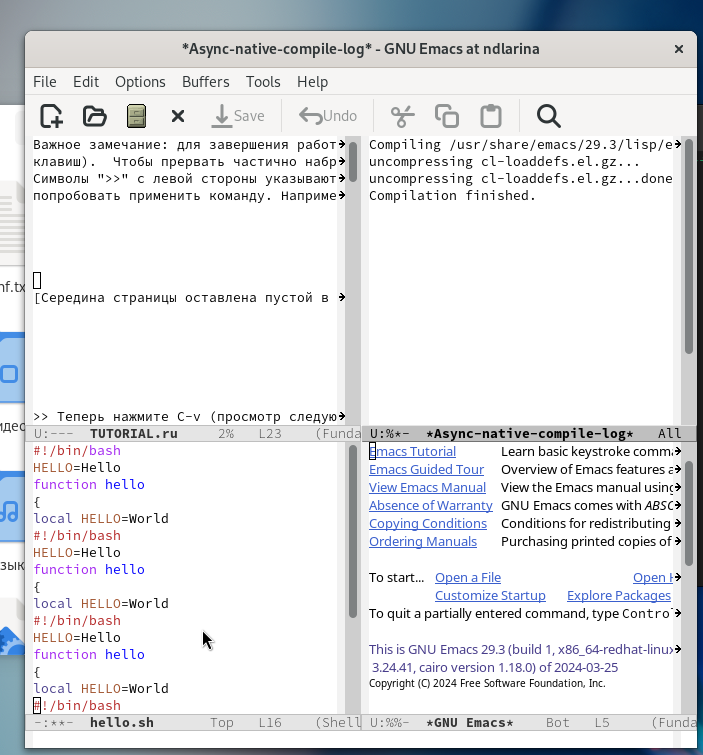 *Async-native-compile-log* - GNU Emacs at ndlarina
File Edit Options Buffers Tools Help
Save Undo
Важное замечание: для завершения работ
клавиш).  Чтобы прервать частично набр
Символы ">>" с левой стороны указывают
попробовать применить команду. Наприме
[Середина страницы оставлена пустой в
>> Теперь нажмите C-v (просмотр следую
U:---  TUTORIAL.ru     2%   L23    (Funda
Compiling /usr/share/emacs/29.3/lisp/e
uncompressing cl-loaddefs.el.gz...
uncompressing cl-loaddefs.el.gz...done
Compilation finished.
U:%*-  *Async-native-compile-log*   All
#!/bin/bash
HELLO=Hello
function hello
{
local HELLO=World
#!/bin/bash
HELLO=Hello
function hello
{
local HELLO=World
#!/bin/bash
HELLO=Hello
function hello
{
local HELLO=World
#!/bin/bash
-:**-  hello.sh       Top   L16    (Shell
Emacs Tutorial Learn basic keystroke comm
Emacs Guided Tour Overview of Emacs features a
View Emacs Manual View the Emacs manual using
Absence of Warranty GNU Emacs comes with ABSO
Copying Conditions Conditions for redistributing
Ordering Manuals Purchasing printed copies of
To start... Open a File Open
Customize Startup Explore Packages
To quit a partially entered command, type Contro
This is GNU Emacs 29.3 (build 1, x86_64-redhat-linux
3.24.41, cairo version 1.18.0) of 2024-03-25
Copyright (C) 2024 Free Software Foundation, Inc.
U:%%-  *GNU Emacs*    Bot   L5     (Funda
nf.tx
идео
зык